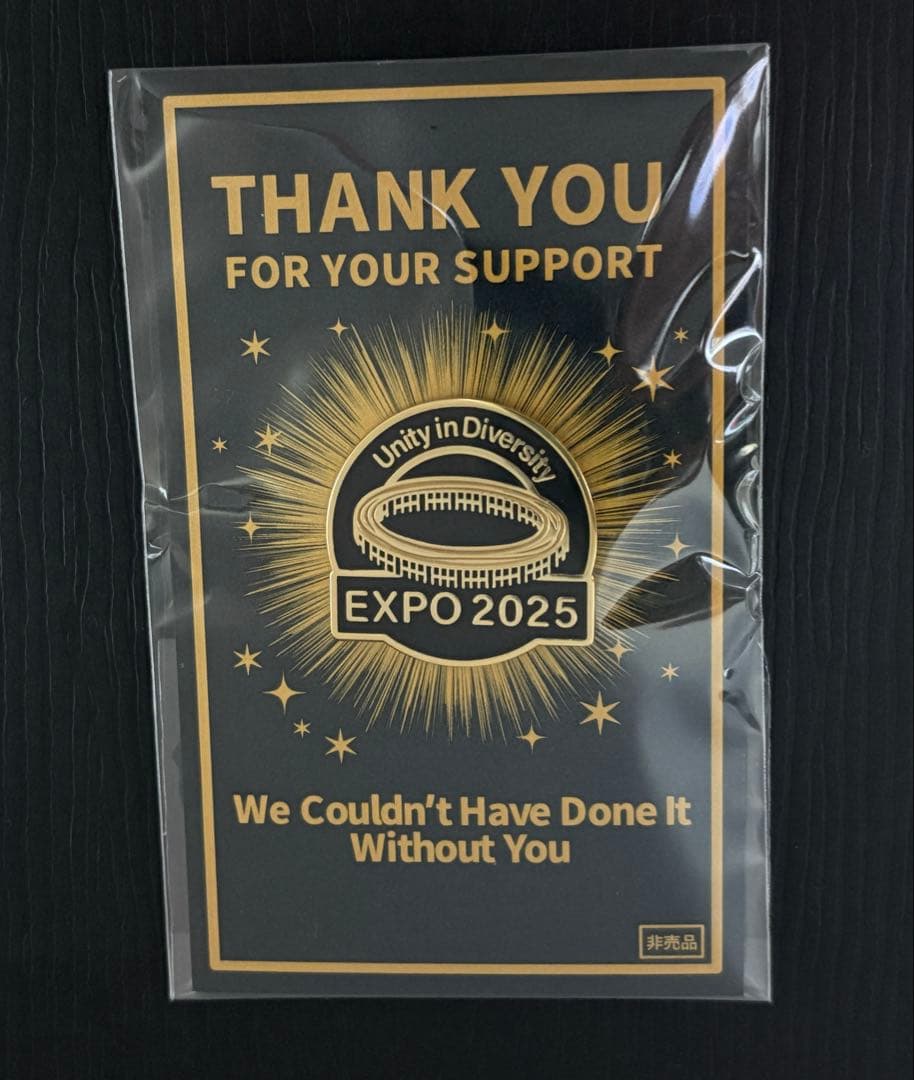 THANK YOU
FOR YOUR SUPPORT
Unity in Diversity
EXPO 2025
We Couldn't Have Done It
Without You
非売品